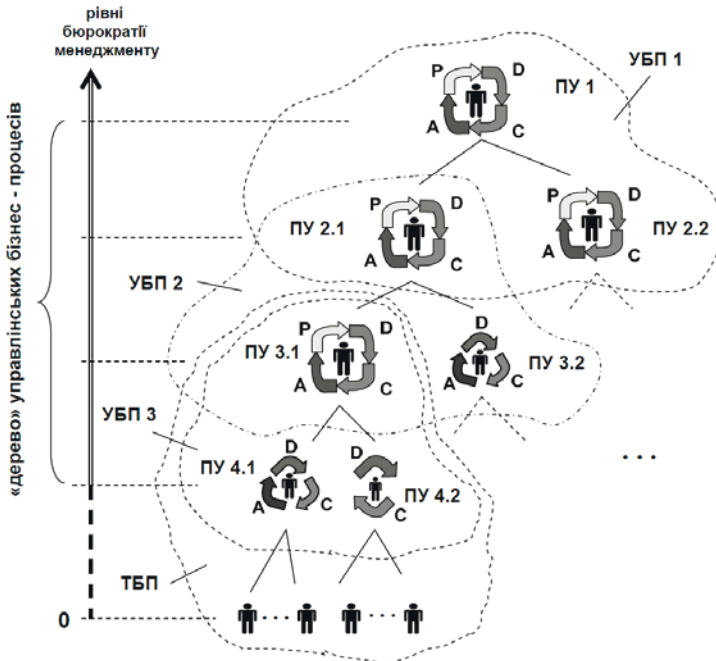 рівні
бюрократії
менеджменту
«дерево» управлінських бізнес - процесів
УБП 1
P
D
ПУ 1
A
C
P
D
ПУ 2.1
A
C
P
D
ПУ 2.2
A
C
УБП 2
P
D
ПУ 3.1
A
C
D
ПУ 3.2
A
C
УБП 3
D
ПУ 4.1
A
C
D
ПУ 4.2
C
. . .
ТБП
0
...
...